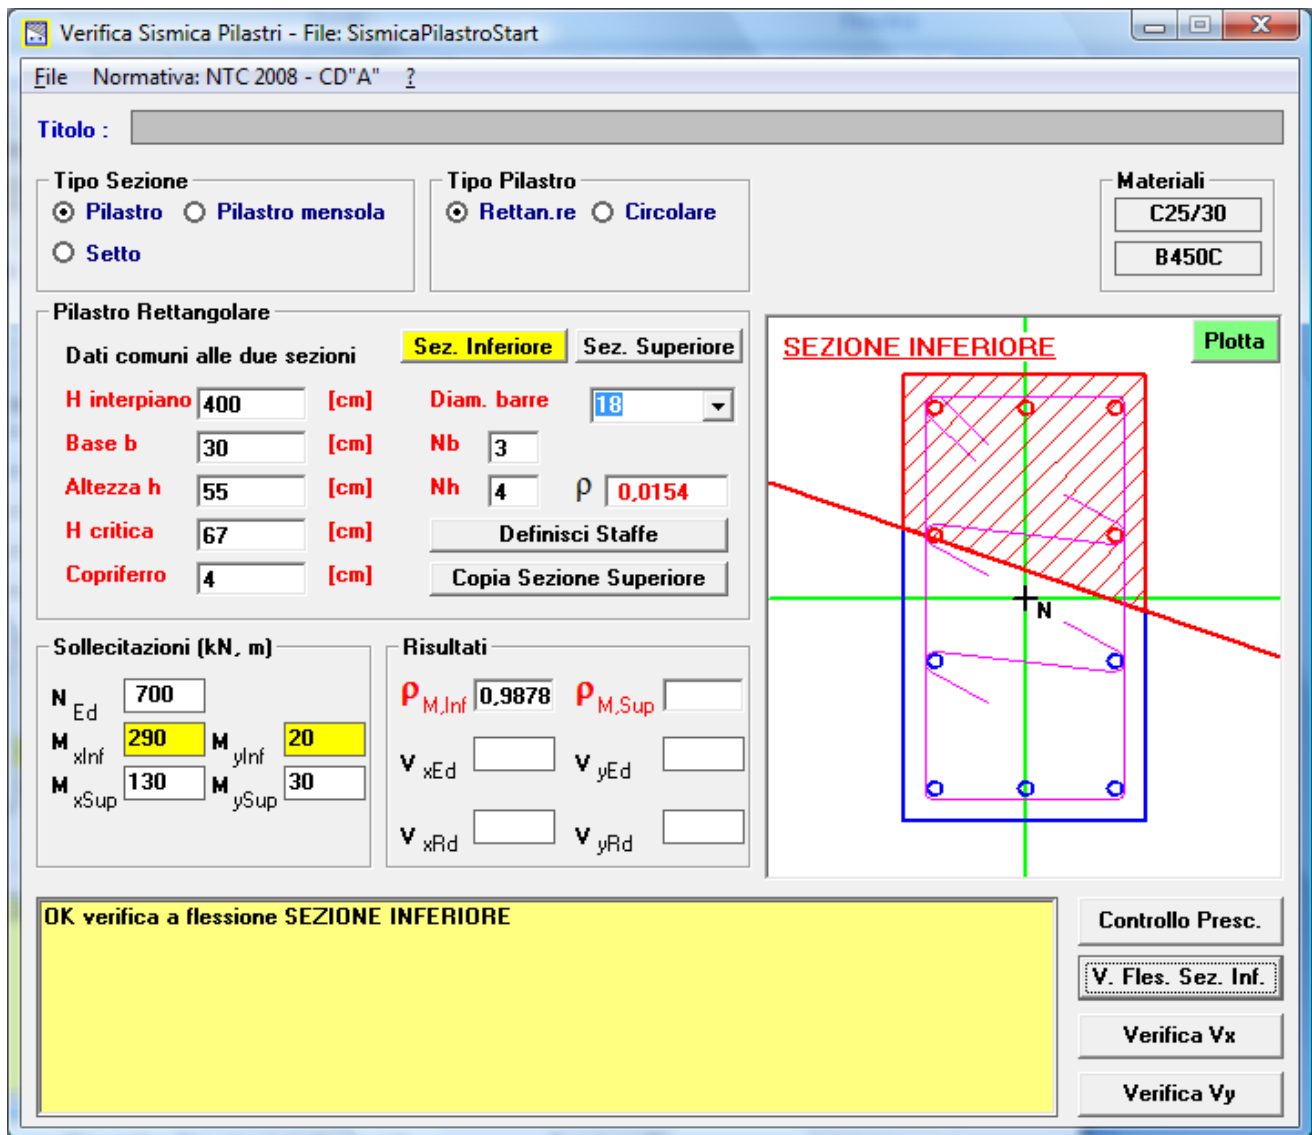 Verifica Sismica Pilastri - File: SismicaPilastroStart
File Normativa: NTC 2008 - CD"A" ?
Titolo :
Tipo Sezione
Pilastro Pilastro mensola
Setto
Tipo Pilastro
Rettan.re Circolare
Materiali
C25/30
B450C
Pilastro Rettangolare
Dati comuni alle due sezioni
Sez. Inferiore Sez. Superiore
H interpiano 400 [cm] Diam. barre 18
Base b 30 [cm] Nb 3
Altezza h 55 [cm] Nh 4 ρ 0,0154
H critica 67 [cm] Definisci Staffe
Copriferro 4 [cm] Copia Sezione Superiore
SEZIONE INFERIORE
Plotta
N
Sollecitazioni (kN, m)
N Ed 700
M xInf 290 M yInf 20
M xSup 130 M ySup 30
Risultati
ρ M,Inf 0,9878 ρ M,Sup
V xEd V yEd
V xRd V yRd
OK verifica a flessione SEZIONE INFERIORE
Controllo Presc.
V. Fles. Sez. Inf.
Verifica Vx
Verifica Vy